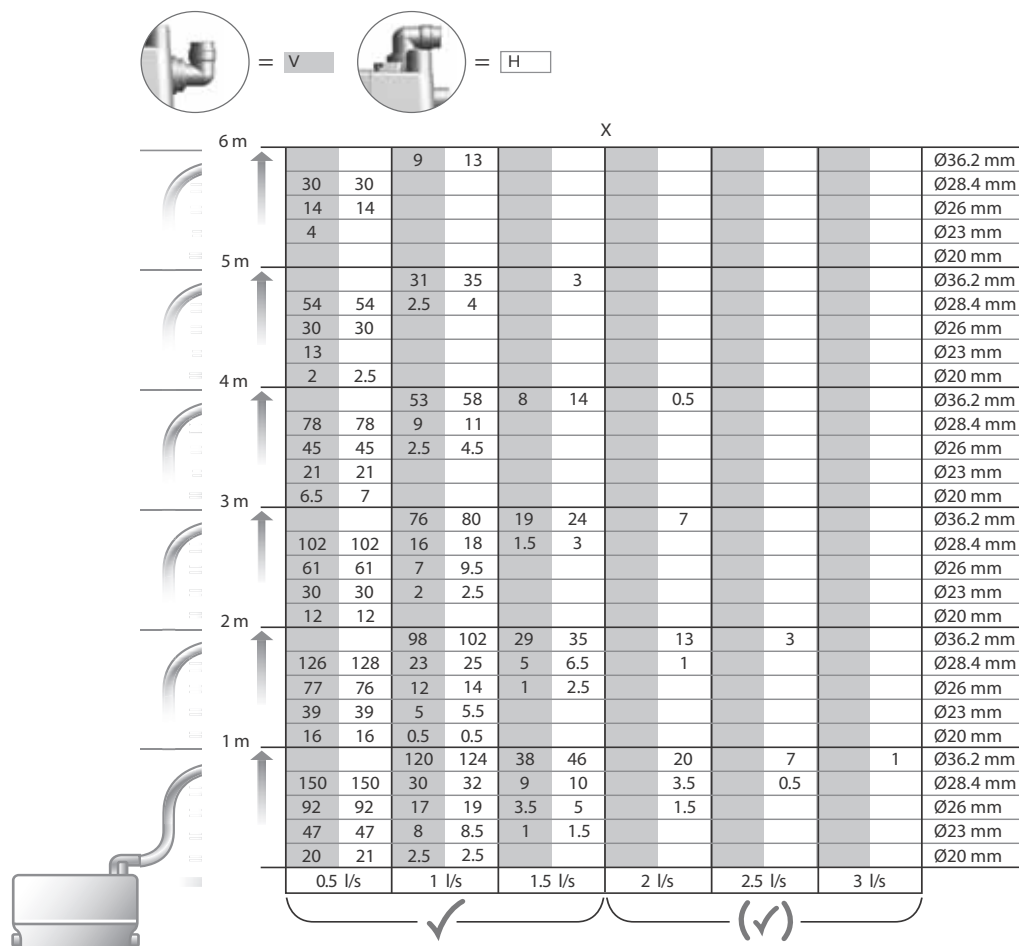 = V = H
X
6 m
9 13 Ø36.2 mm
30 30 Ø28.4 mm
14 14 Ø26 mm
4 Ø23 mm
Ø20 mm
5 m
31 35 3 Ø36.2 mm
54 54 2.5 4 Ø28.4 mm
30 30 Ø26 mm
13 Ø23 mm
2 2.5 Ø20 mm
4 m
53 58 8 14 0.5 Ø36.2 mm
78 78 9 11 Ø28.4 mm
45 45 2.5 4.5 Ø26 mm
21 21 Ø23 mm
6.5 7 Ø20 mm
3 m
76 80 19 24 7 Ø36.2 mm
102 102 16 18 1.5 3 Ø28.4 mm
61 61 7 9.5 Ø26 mm
30 30 2 2.5 Ø23 mm
12 12 Ø20 mm
2 m
98 102 29 35 13 3 Ø36.2 mm
126 128 23 25 5 6.5 1 Ø28.4 mm
77 76 12 14 1 2.5 Ø26 mm
39 39 5 5.5 Ø23 mm
16 16 0.5 0.5 Ø20 mm
1 m
120 124 38 46 20 7 1 Ø36.2 mm
150 150 30 32 9 10 3.5 0.5 Ø28.4 mm
92 92 17 19 3.5 5 1.5 Ø26 mm
47 47 8 8.5 1 1.5 Ø23 mm
20 21 2.5 2.5 Ø20 mm
0.5 l/s 1 l/s 1.5 l/s 2 l/s 2.5 l/s 3 l/s
✓ (✓)